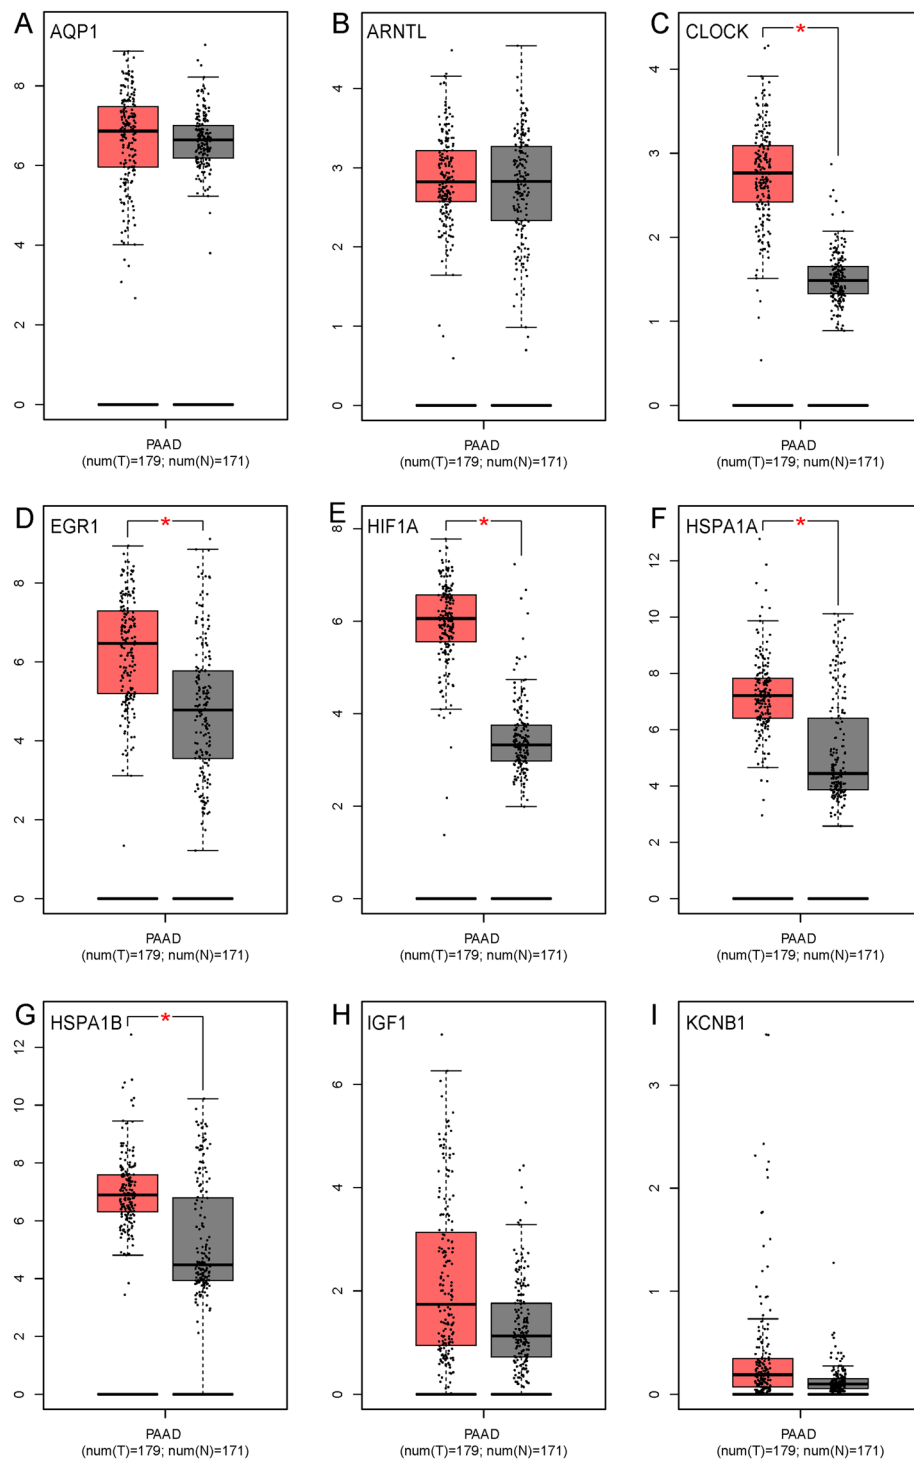 A AQP1
8
6
4
2
0
PAAD
(num(T)=179; num(N)=171)
B ARNTL
4
3
2
1
0
PAAD
(num(T)=179; num(N)=171)
C CLOCK
*
4
3
2
1
0
PAAD
(num(T)=179; num(N)=171)
D EGR1
*
8
6
4
2
0
PAAD
(num(T)=179; num(N)=171)
E HIF1A
*
8
6
4
2
0
PAAD
(num(T)=179; num(N)=171)
F HSPA1A
*
12
10
8
6
4
2
0
PAAD
(num(T)=179; num(N)=171)
G HSPA1B
*
12
10
8
6
4
2
0
PAAD
(num(T)=179; num(N)=171)
H IGF1
6
4
2
0
PAAD
(num(T)=179; num(N)=171)
I KCNB1
3
2
1
0
PAAD
(num(T)=179; num(N)=171)